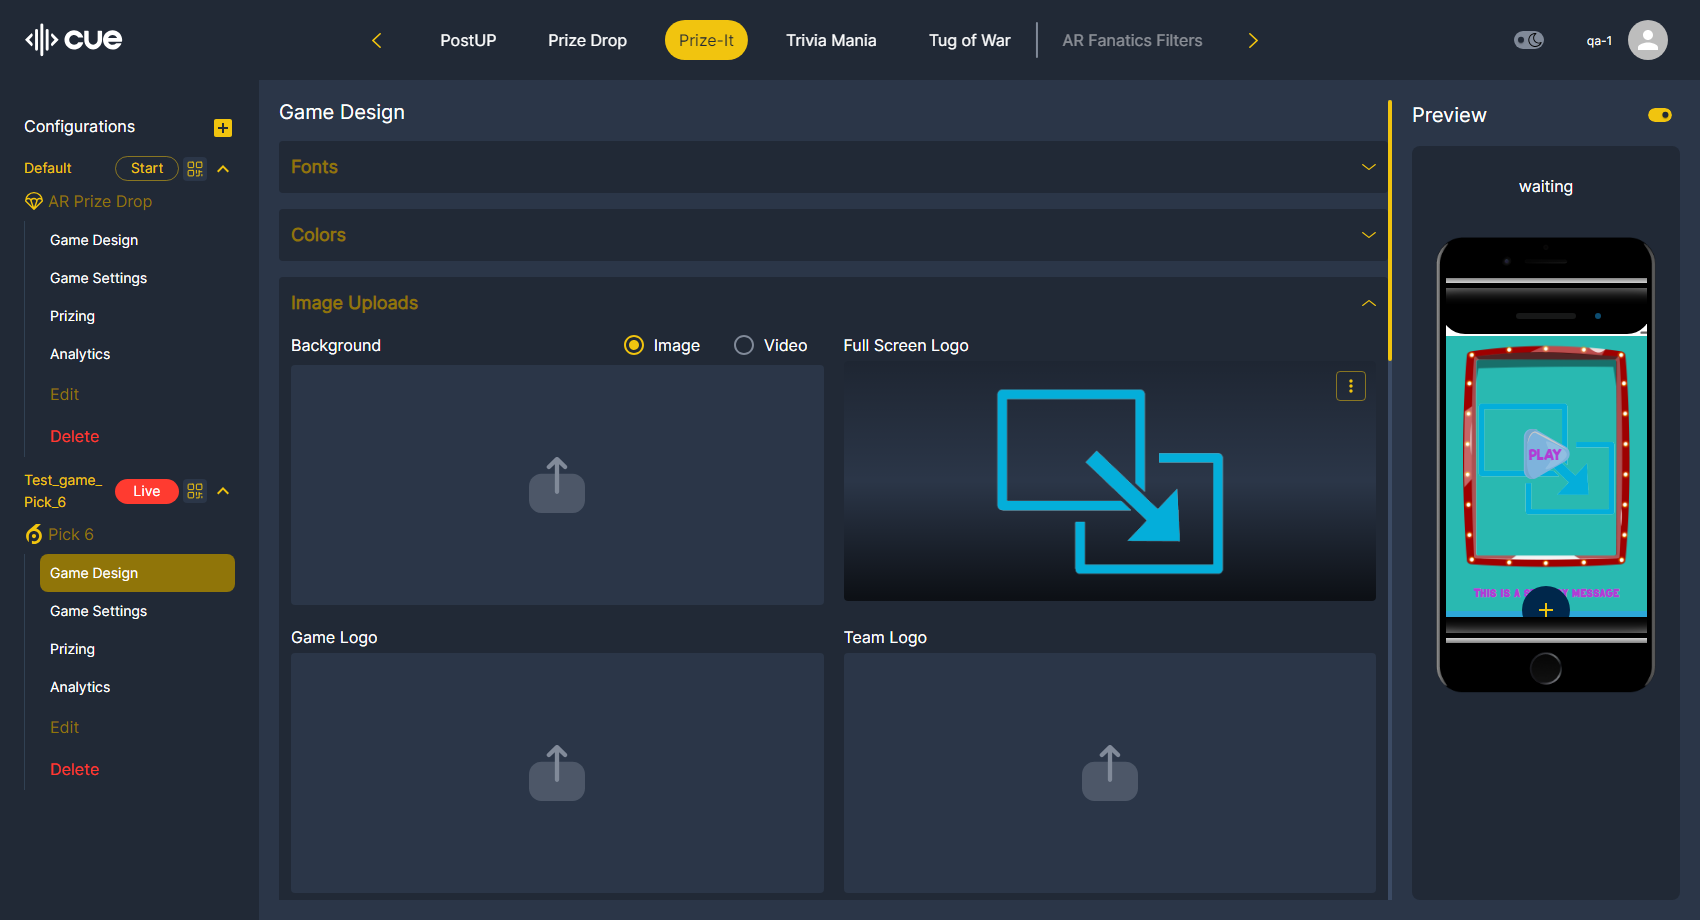 cue
PostUP
Prize Drop
Prize-It
Trivia Mania
Tug of War
AR Fanatics Filters
qa-1
Configurations
Default
Start
AR Prize Drop
Game Design
Game Settings
Prizing
Analytics
Edit
Delete
Test_game_
Pick_6
Live
Pick 6
Game Design
Game Settings
Prizing
Analytics
Edit
Delete
Game Design
Fonts
Colors
Image Uploads
Background
Image
Video
Full Screen Logo
Game Logo
Team Logo
Preview
waiting
PLAY
THIS IS A MESSAGE